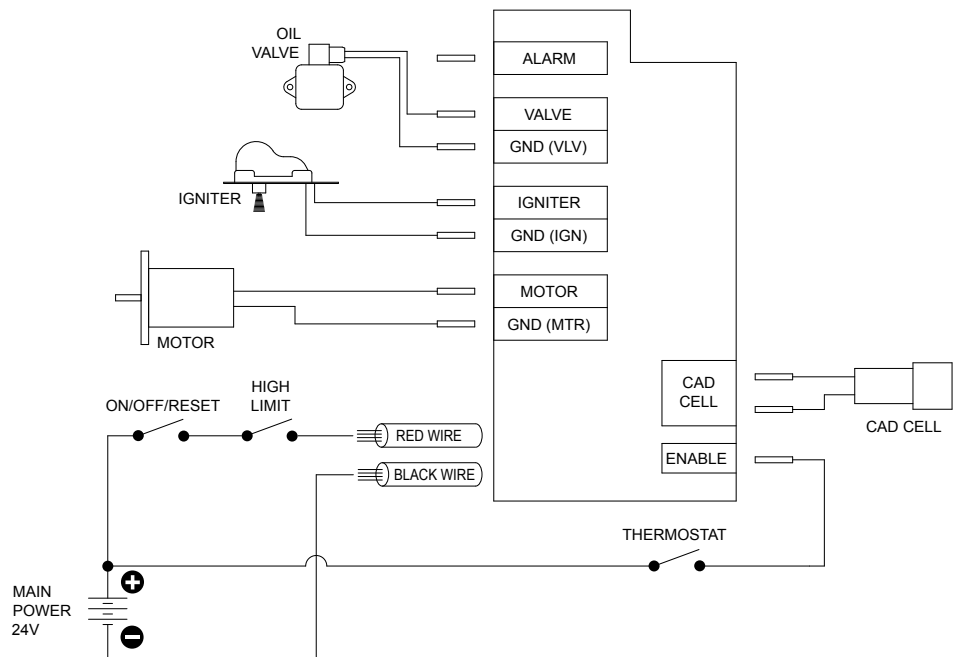 OIL
VALVE
ALARM
VALVE
GND (VLV)
IGNITER
IGNITER
GND (IGN)
MOTOR
MOTOR
GND (MTR)
CAD
CELL
CAD CELL
ON/OFF/RESET
HIGH
LIMIT
RED WIRE
BLACK WIRE
ENABLE
THERMOSTAT
MAIN
POWER
24V
+
−